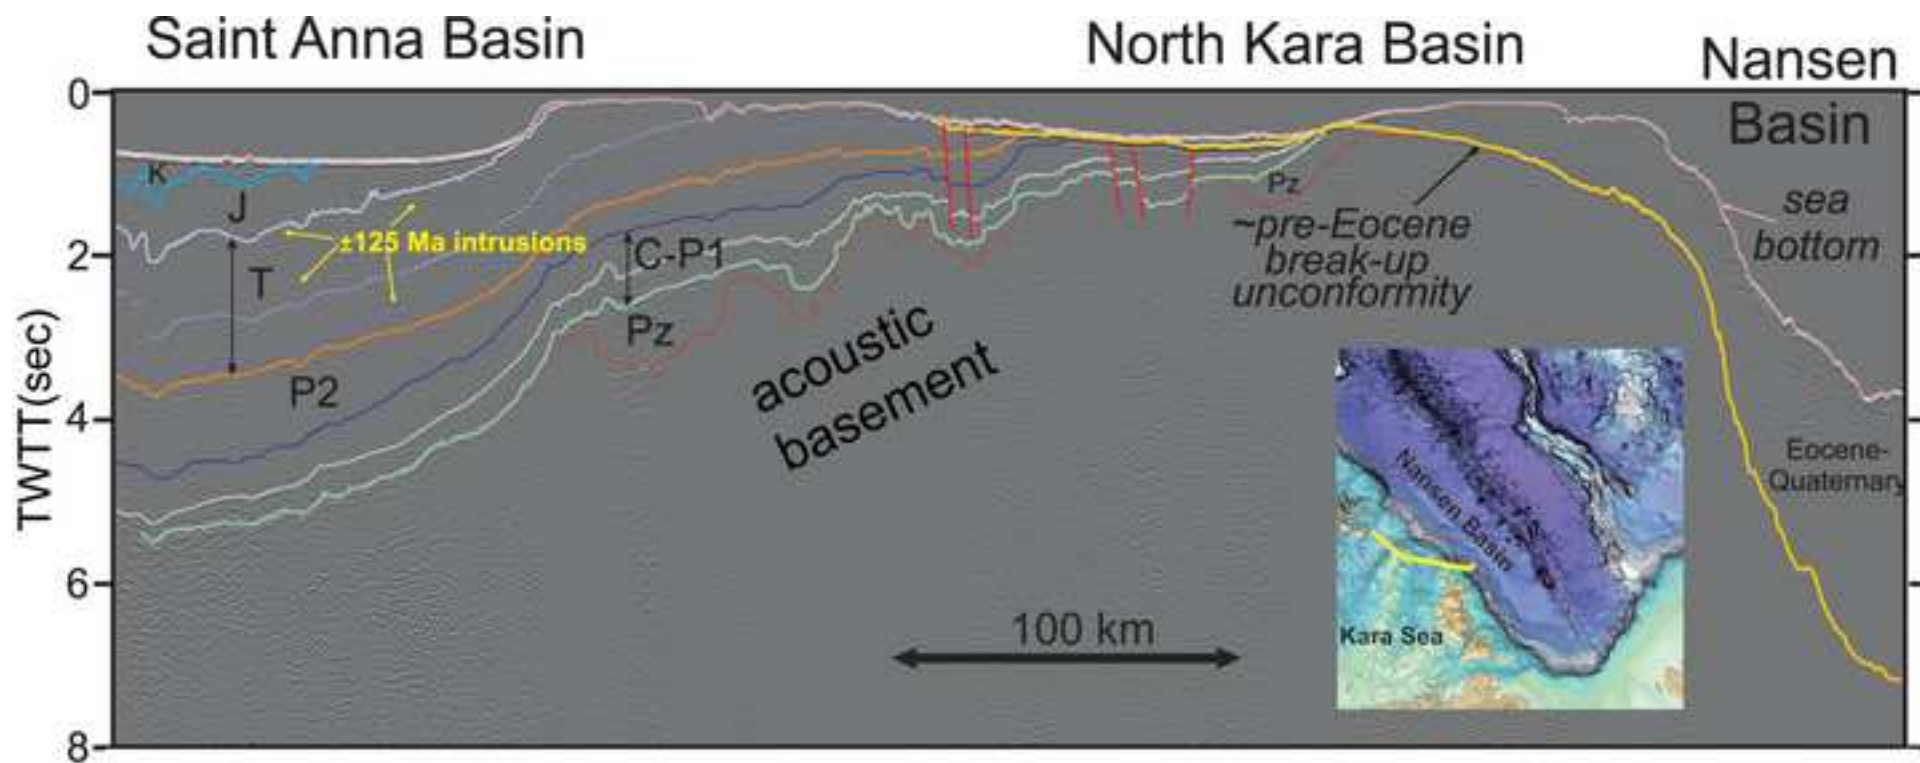 Saint Anna Basin
North Kara Basin
Nansen
Basin
0
2
4
6
8
TWTT(sec)
K
J
T
±125 Ma intrusions
P2
C-P1
Pz
acoustic
basement
Pz
~pre-Eocene
break-up
unconformity
sea
bottom
Eocene-
Quaternary
100 km
Nansen Basin
Kara Sea